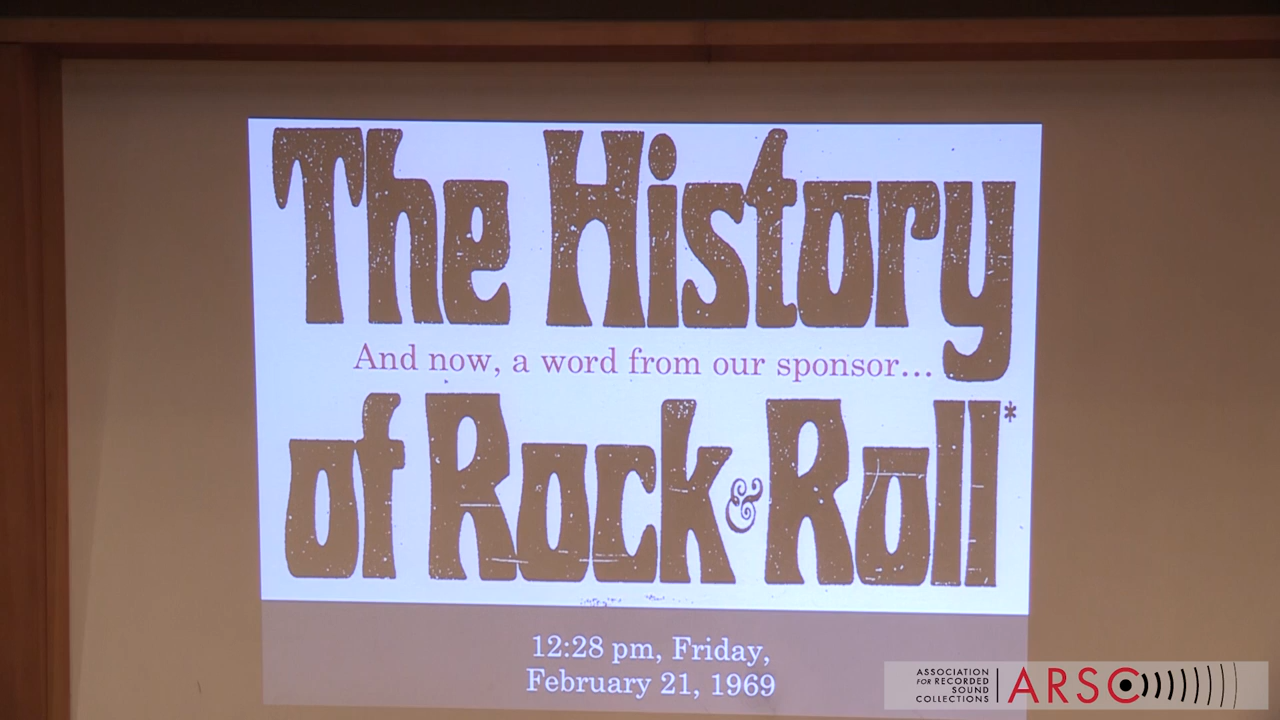 The History
And now, a word from our sponsor...
of Rock & Roll*
12:28 pm, Friday,
February 21, 1969
ASSOCIATION
FOR RECORDED
SOUND
COLLECTIONS
ARSC